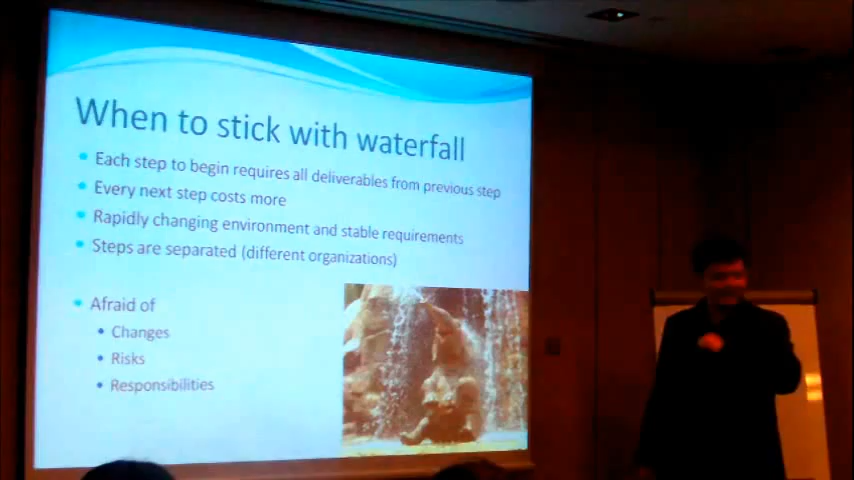 When to stick with waterfall
Each step to begin requires all deliverables from previous step
Every next step costs more
Rapidly changing environment and stable requirements
Steps are separated (different organizations)
Afraid of
Changes
Risks
Responsibilities